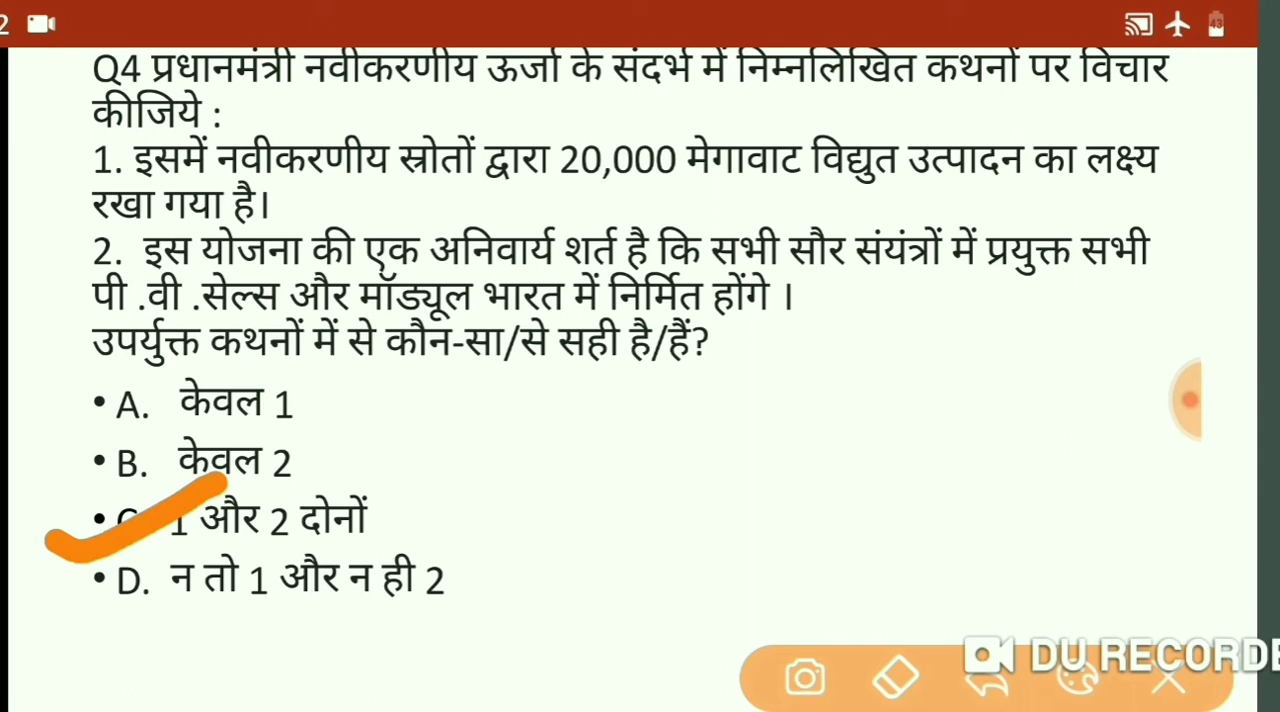 2
43
Q4 प्रधानमंत्री नवीकरणीय ऊर्जा के संदर्भ में निम्नलिखित कथनों पर विचार
कीजिये :
1. इसमें नवीकरणीय स्रोतों द्वारा 20,000 मेगावाट विद्युत उत्पादन का लक्ष्य
रखा गया है।
2. इस योजना की एक अनिवार्य शर्त है कि सभी सौर संयंत्रों में प्रयुक्त सभी
पी .वी .सेल्स और मॉड्यूल भारत में निर्मित होंगे ।
उपर्युक्त कथनों में से कौन-सा/से सही है/हैं?
• A. केवल 1
• B. केवल 2
• C. 1 और 2 दोनों
• D. न तो 1 और न ही 2
DU RECORDE